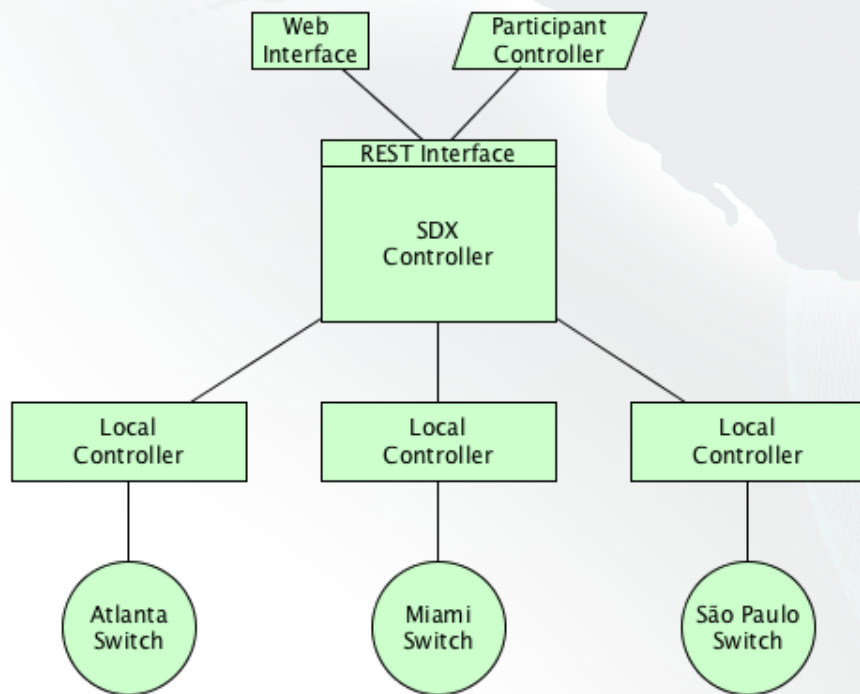 Web
Interface
Participant
Controller
REST Interface
SDX
Controller
Local
Controller
Local
Controller
Local
Controller
Atlanta
Switch
Miami
Switch
São Paulo
Switch